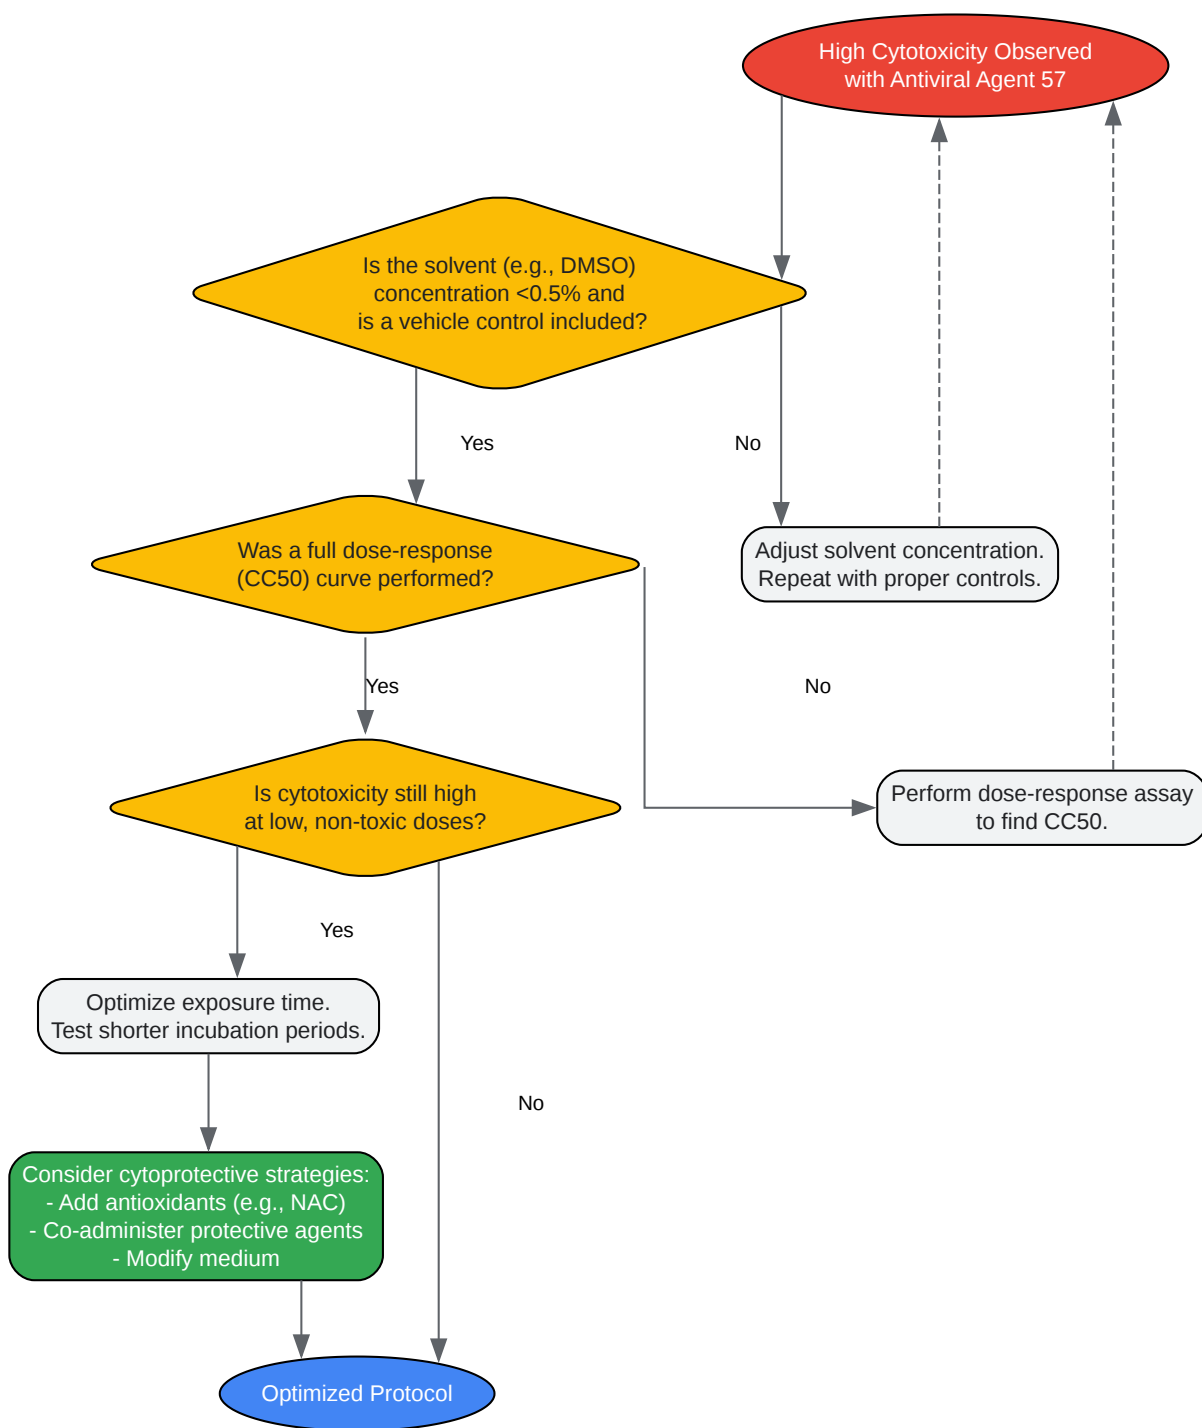 High Cytotoxicity Observed
with Antiviral Agent 57
Is the solvent (e.g., DMSO)
concentration <0.5% and
is a vehicle control included?
Yes
No
Was a full dose-response
(CC50) curve performed?
Adjust solvent concentration.
Repeat with proper controls.
Yes
No
Is cytotoxicity still high
at low, non-toxic doses?
Perform dose-response assay
to find CC50.
Yes
Optimize exposure time.
Test shorter incubation periods.
No
Consider cytoprotective strategies:
- Add antioxidants (e.g., NAC)
- Co-administer protective agents
- Modify medium
Optimized Protocol